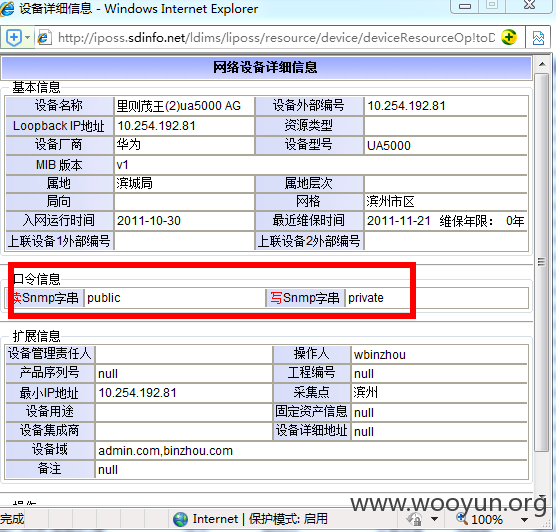 设备详细信息 - Windows Internet Explorer
http://iposs.sdinfo.net/ldims/liposs/resource/device/deviceResourceOp!toD
网络设备详细信息
基本信息
设备名称 里则茂王(2)ua5000 AG 设备外部编号 10.254.192.81
Loopback IP地址 10.254.192.81 资源类型
设备厂商 华为 设备型号 UA5000
MIB 版本 v1
属地 滨城局 属地层次
局向 网格 滨州市区
入网运行时间 2011-10-30 最近维保时间 2011-11-21 维保年限： 0年
上联设备1外部编号 上联设备2外部编号
口令信息
读Snmp字串 public 写Snmp字串 private
扩展信息
设备管理责任人 操作人 wbinzhou
产品序列号 null 工程编号 null
最小IP地址 10.254.192.81 采集点 滨州
设备用途 固定资产信息 null
设备集成商 设备详细地址 null
设备域 admin.com,binzhou.com
备注 null
操作
www.wooyun.org
完成 Internet | 保护模式: 启用 100%